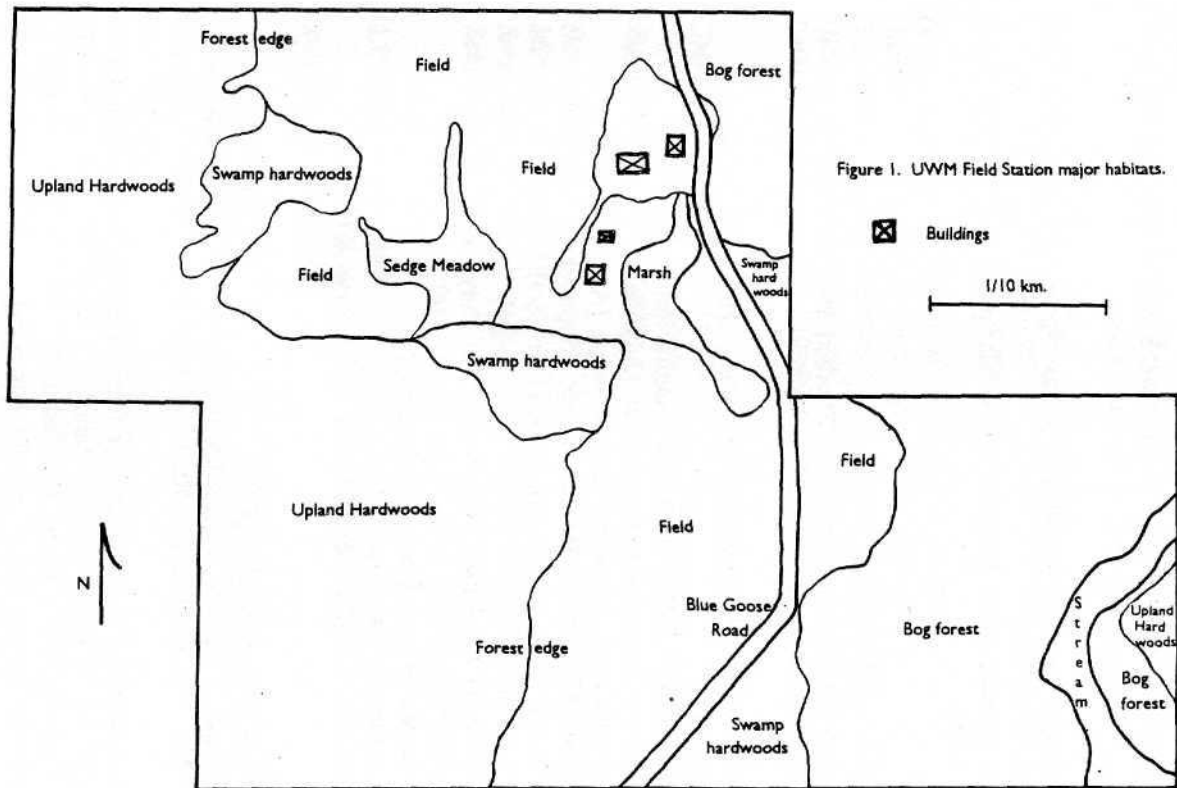 Forest edge
Field
Bog forest
Figure 1. UWM Field Station major habitats.
Buildings
1/10 km.
Upland Hardwoods
Swamp hardwoods
Field
Field
Sedge Meadow
Marsh
Swamp
hard
woods
Swamp hardwoods
Field
Upland Hardwoods
Field
N
Blue Goose
Road
Forest edge
Bog forest
Stream
Upland
Hard
woods
Bog
forest
Swamp
hardwoods